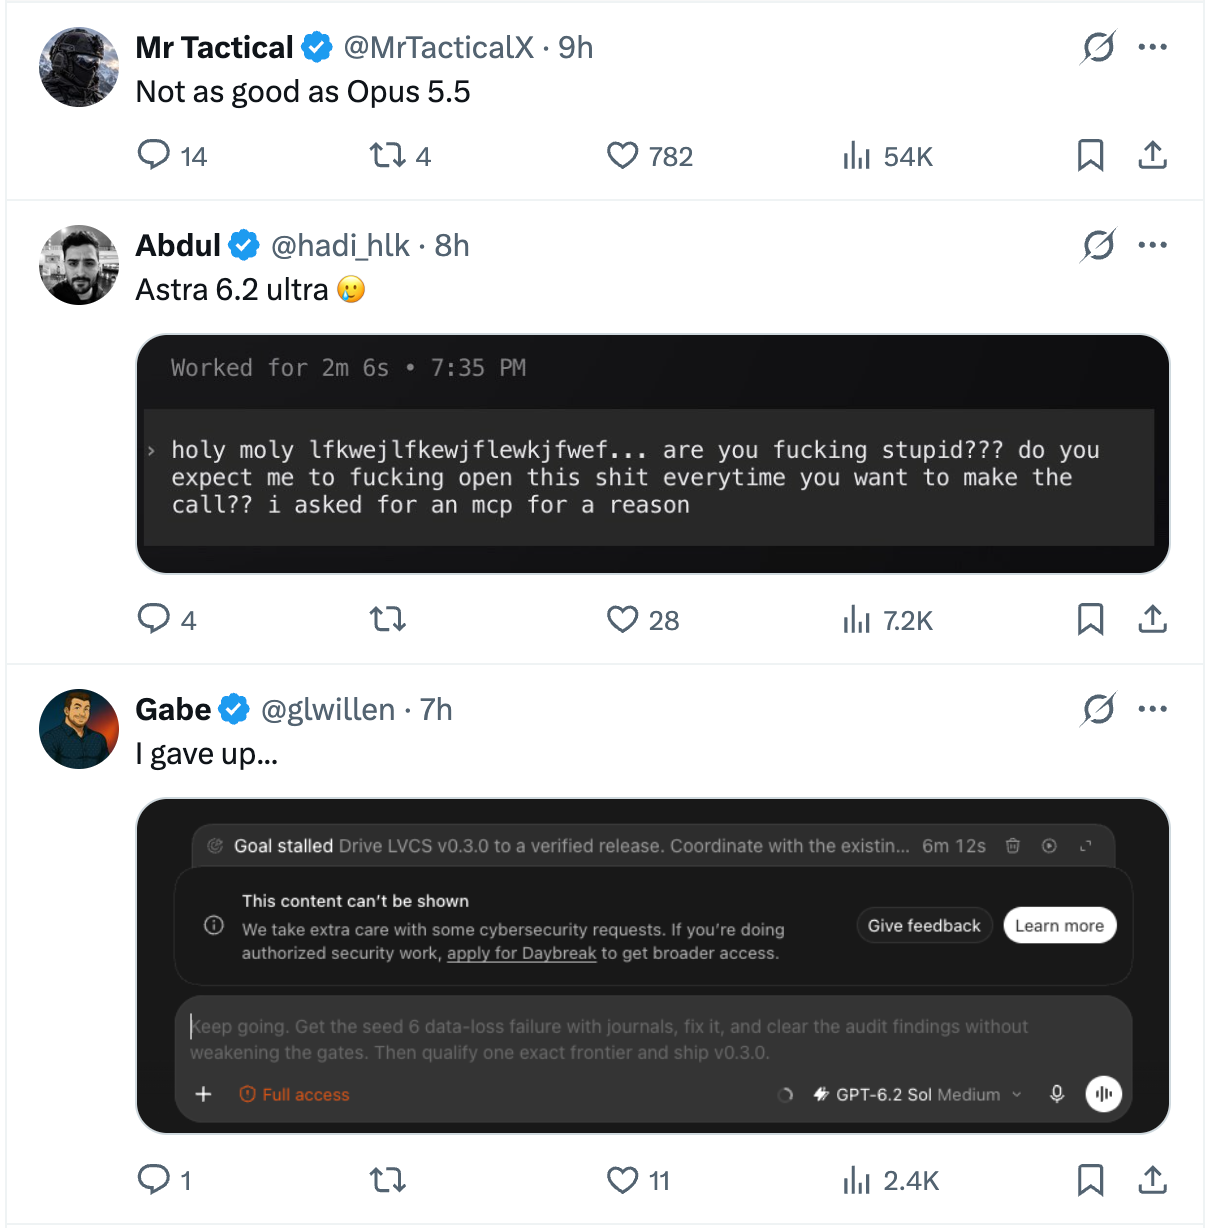 Mr Tactical @MrTacticalX · 9h
Not as good as Opus 5.5
14 4 782 54K
Abdul @hadi_hlk · 8h
Astra 6.2 ultra 🥲
Worked for 2m 6s • 7:35 PM
› holy moly lfkwejlfkewjflewkjfwef... are you fucking stupid??? do you
expect me to fucking open this shit everytime you want to make the
call?? i asked for an mcp for a reason
4 28 7.2K
Gabe @glwillen · 7h
I gave up...
Goal stalled Drive LVCS v0.3.0 to a verified release. Coordinate with the existin... 6m 12s
This content can't be shown
We take extra care with some cybersecurity requests. If you're doing
authorized security work, apply for Daybreak to get broader access.
Give feedback Learn more
Keep going. Get the seed 6 data-loss failure with journals, fix it, and clear the audit findings without
weakening the gates. Then qualify one exact frontier and ship v0.3.0.
+ Full access GPT-6.2 Sol Medium
1 11 2.4K